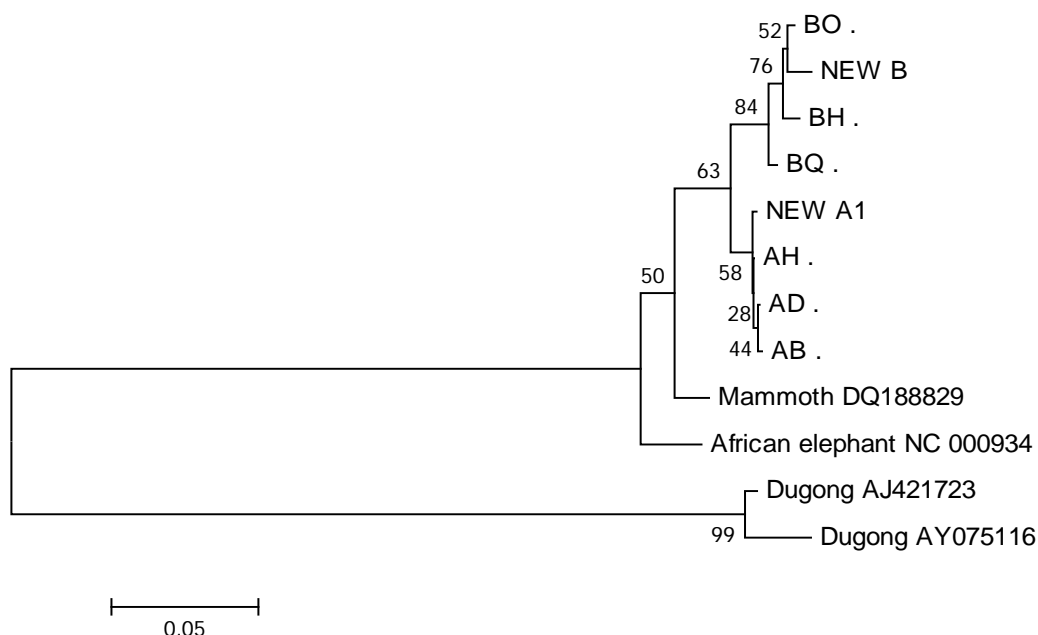 BO .
52
NEW B
76
BH .
84
BQ .
63
NEW A1
AH .
58
50
AD .
28
AB .
44
Mammoth DQ188829
African elephant NC 000934
Dugong AJ421723
99
Dugong AY075116
0.05